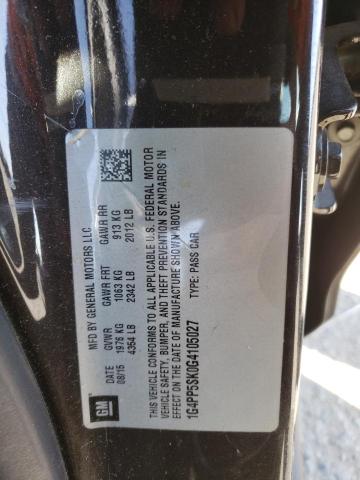 MFD BY GENERAL MOTORS LLC
DATE GVWR GAWR FRT GAWR RR
08/15 1976 KG 1063 KG 913 KG
4354 LB 2342 LB 2012 LB
THIS VEHICLE CONFORMS TO ALL APPLICABLE U.S. FEDERAL MOTOR
VEHICLE SAFETY, BUMPER, AND THEFT PREVENTION STANDARDS IN
EFFECT ON THE DATE OF MANUFACTURE SHOWN ABOVE.
1G4PP5SK0G4105027 TYPE: PASS CAR
GM